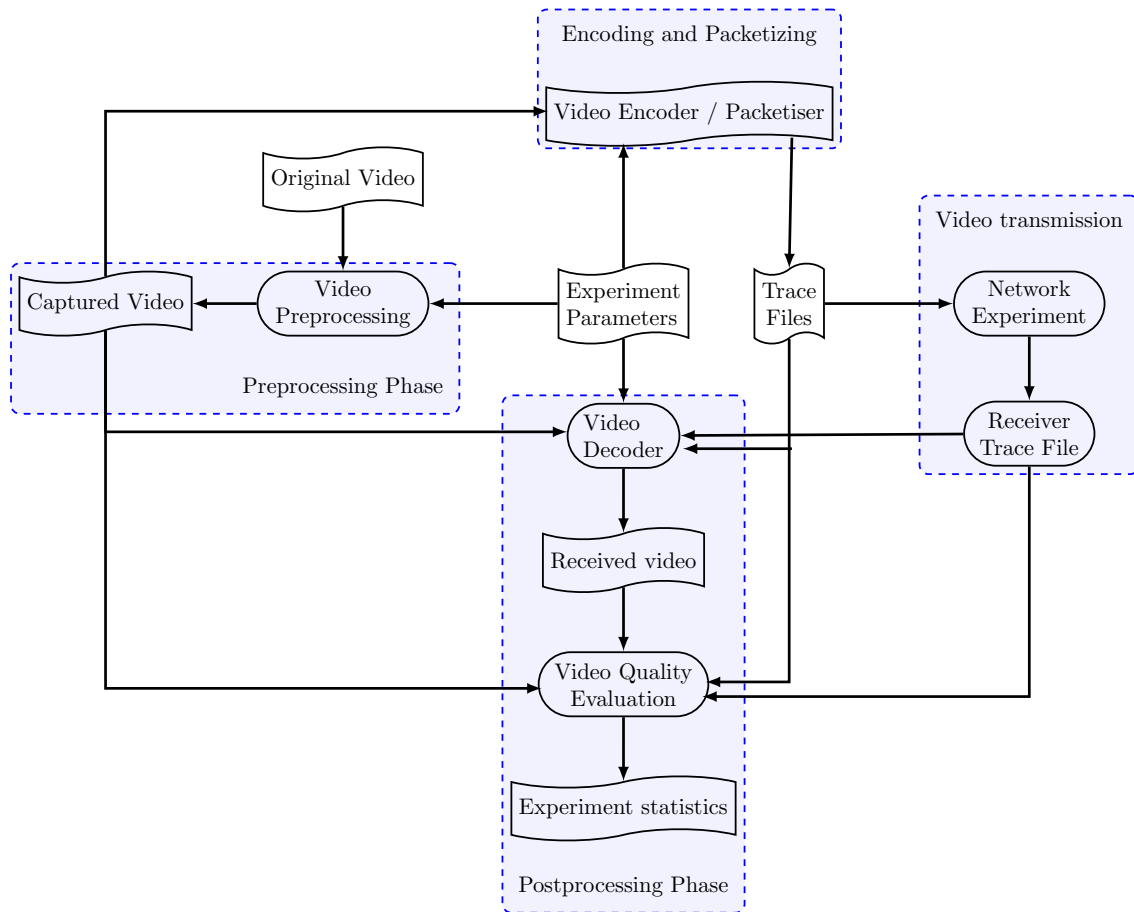 Encoding and Packetizing
Video Encoder / Packetiser
Original Video
Video transmission
Captured Video
Video
Preprocessing
Experiment
Parameters
Trace
Files
Network
Experiment
Preprocessing Phase
Video
Decoder
Receiver
Trace File
Received video
Video Quality
Evaluation
Experiment statistics
Postprocessing Phase